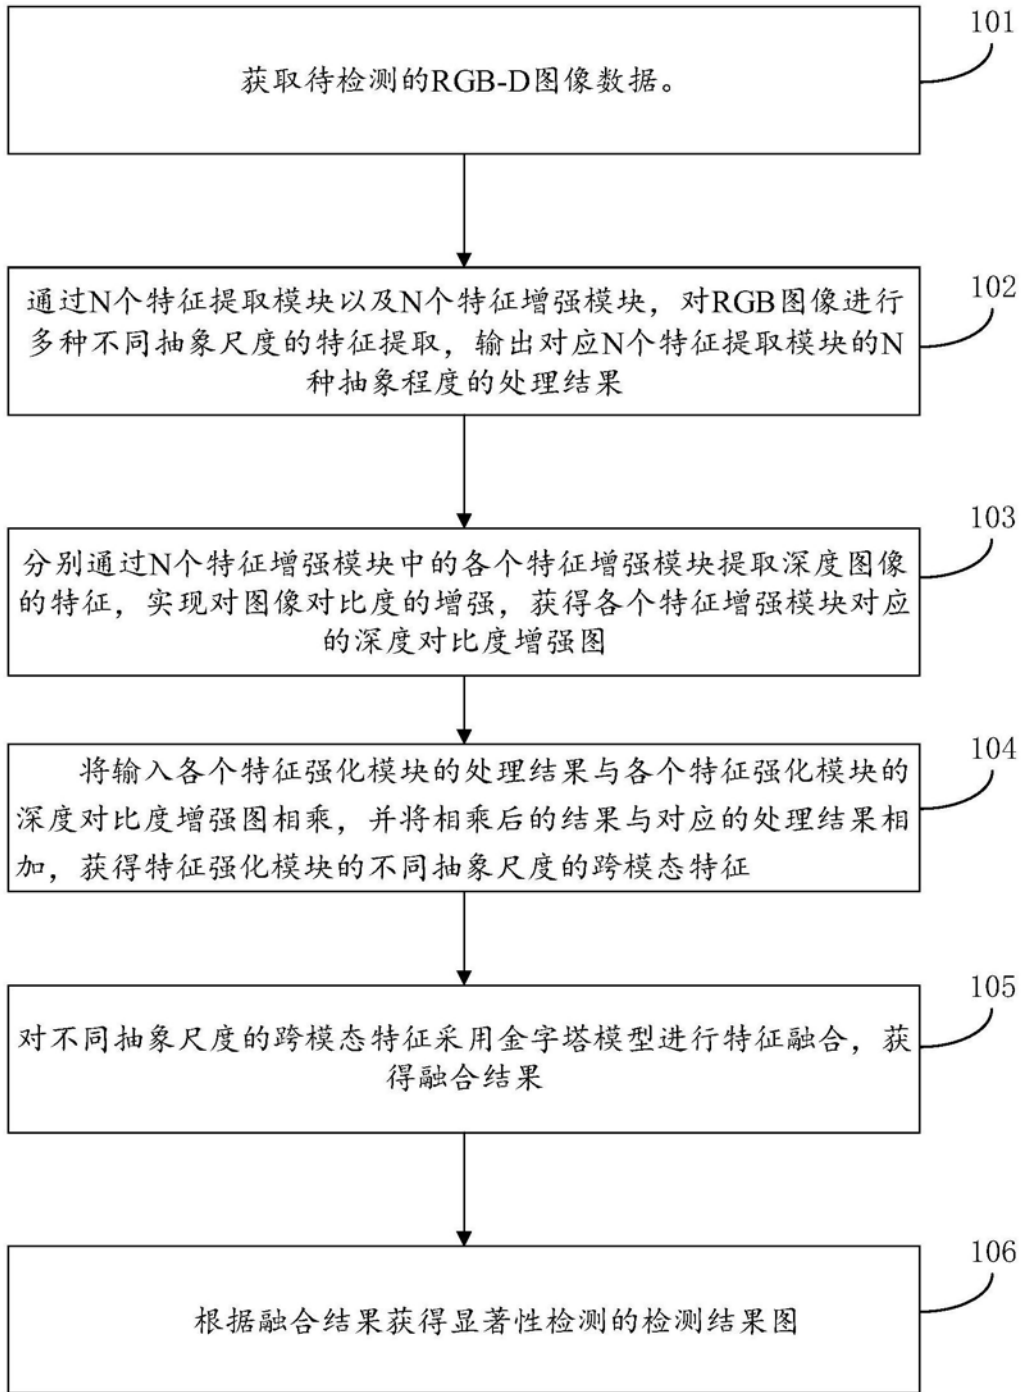 101
获取待检测的RGB-D图像数据。
102
通过N个特征提取模块以及N个特征增强模块，对RGB图像进行
多种不同抽象尺度的特征提取，输出对应N个特征提取模块的N
种抽象程度的处理结果
103
分别通过N个特征增强模块中的各个特征增强模块提取深度图像
的特征，实现对图像对比度的增强，获得各个特征增强模块对应
的深度对比度增强图
104
将输入各个特征强化模块的处理结果与各个特征强化模块的
深度对比度增强图相乘，并将相乘后的结果与对应的处理结果相
加，获得特征强化模块的不同抽象尺度的跨模态特征
105
对不同抽象尺度的跨模态特征采用金字塔模型进行特征融合，获
得融合结果
106
根据融合结果获得显著性检测的检测结果图